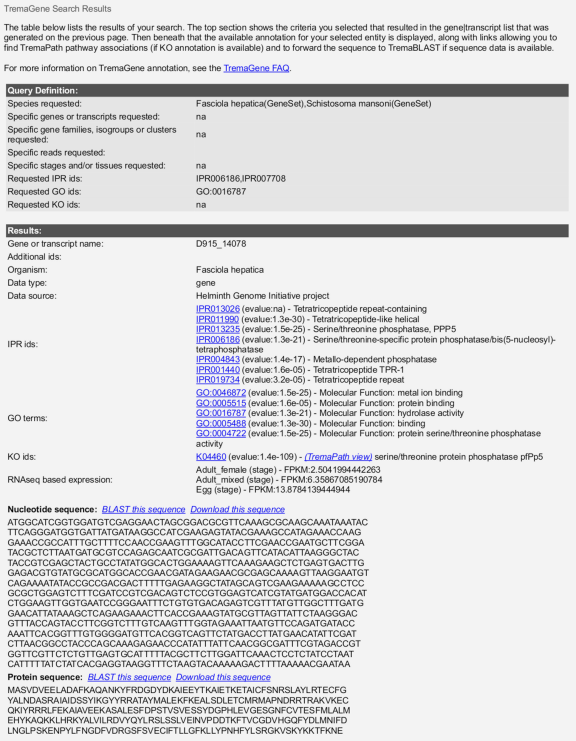 TremaGene Search Results
The table below lists the results of your search. The top section shows the criteria you selected that resulted in the gene|transcript list that was
generated on the previous page. Then beneath that the available annotation for your selected entity is displayed, along with links allowing you to
find TremaPath pathway associations (if KO annotation is available) and to forward the sequence to TremaBLAST if sequence data is available.
For more information on TremaGene annotation, see the TremaGene FAQ.
Query Definition:
Species requested: Fasciola hepatica(GeneSet),Schistosoma mansoni(GeneSet)
Specific genes or transcripts requested: na
Specific gene families, isogroups or clusters
requested: na
Specific reads requested:
Specific stages and/or tissues requested: na
Requested IPR ids: IPR006186,IPR007708
Requested GO ids: GO:0016787
Requested KO ids: na
Results:
Gene or transcript name: D915_14078
Additional ids:
Organism: Fasciola hepatica
Data type: gene
Data source: Helminth Genome Initiative project
IPR ids:
IPR013026 (evalue:na) - Tetratricopeptide repeat-containing
IPR011990 (evalue:1.3e-30) - Tetratricopeptide-like helical
IPR013235 (evalue:1.5e-25) - Serine/threonine phosphatase, PPP5
IPR006186 (evalue:1.3e-21) - Serine/threonine-specific protein phosphatase/bis(5-nucleosyl)-
tetraphosphatase
IPR004843 (evalue:1.4e-17) - Metallo-dependent phosphatase
IPR001440 (evalue:1.6e-05) - Tetratricopeptide TPR-1
IPR019734 (evalue:3.2e-05) - Tetratricopeptide repeat
GO terms:
GO:0046872 (evalue:1.5e-25) - Molecular Function: metal ion binding
GO:0005515 (evalue:1.6e-05) - Molecular Function: protein binding
GO:0016787 (evalue:1.3e-21) - Molecular Function: hydrolase activity
GO:0005488 (evalue:1.3e-30) - Molecular Function: binding
GO:0004722 (evalue:1.5e-25) - Molecular Function: protein serine/threonine phosphatase
activity
KO ids: K04460 (evalue:1.4e-109) - (TremaPath view) serine/threonine protein phosphatase pfPp5
RNAseq based expression:
Adult_female (stage) - FPKM:2.5041994442263
Adult_mixed (stage) - FPKM:6.35867085190784
Egg (stage) - FPKM:13.8784139444944
Nucleotide sequence: BLAST this sequence Download this sequence
ATGGCATCGGTGGATGTCGAGGAACTAGCGGACGCGTTCAAAGCGCAAGCAAATAAATAC
TTCAGGGATGGTGATTATGATAAGGCCATCGAAGAGTATACGAAAGCCATAGAAACCAAG
GAAACCGCCATTTGCTTTTCCAACCGAAGTTTGGCATACCTTCGAACCGAATGCTTCGGA
TACGCTCTTAATGATGCGTCCAGAGCAATCGCGATTGACAGTTCATACATTAAGGGCTAC
TACCGTCGAGCTACTGCCTATATGGCACTGGAAAAGTTCAAAGAAGCTCTGAGTGACTTG
GAGACGTGTATGCGCATGGCACCGAACGATAGAAGAACGCGAGCAAAAGTTAAGGAATGT
CAGAAAATATACCGCCGACGACTTTTTGAGAAGGCTATAGCAGTCGAAGAAAAAGCCTCC
GCGCTGGAGTCTTTCGATCCGTCGACAGTCTCCGTGGAGTCATCGTATGATGGACCACAT
CTGGAAGTTGGTGAATCCGGGAATTTCTGTGTGACAGAGTCGTTTATGTTGGCTTTGATG
GAACATTATAAAGCTCAGAAGAAACTTCACCGAAAGTATGCGTTAGTTATTCTAAGGGAC
GTTTACCAGTACCTTCGGTCTTTGTCAAGTTTGGTAGAAATTAATGTTCCAGATGATACC
AAATTCACGGTTTGTGGGGATGTTCACGGTCAGTTCTATGACCTTATGAACATATTCGAT
CTTAACGGCCTACCCAGCAAAGAGAACCCATATTTATTCAACGGCGATTTCGTAGACCGT
GGTTCGTTCTCTGTTGAGTGCATTTTTACGCTTCTTGGATTCAAACTCCTCTATCCTAAT
CATTTTTATCTATCACGAGGTAAGGTTTCTAAGTACAAAAAGACTTTTAAAAACGAATAA
Protein sequence: BLAST this sequence Download this sequence
MASVDVEELADAFKAQANKYFRDGDYDKAIEEYTKAIETKETAICFSNRSLAYLRTECFG
YALNDASRAIAIDSSYIKGYYRRATAYMALEKFKEALSDLETCMRMAPNDRRTRAKVKEC
QKIYRRRLFEKAIAVEEKASALESFDPSTVSVESSYDGPHLEVGESGNFCVTESFMLALM
EHYKAQKKLHRKYALVILRDVYQYLRSLSSLVEINVPDDTKFTVCGDVHGQFYDLMNIFD
LNGLPSKENPYLFNGDFVDRGSFSVECIFTLLGFKLLYPNHFYLSRGKVSKYKKTFKNE